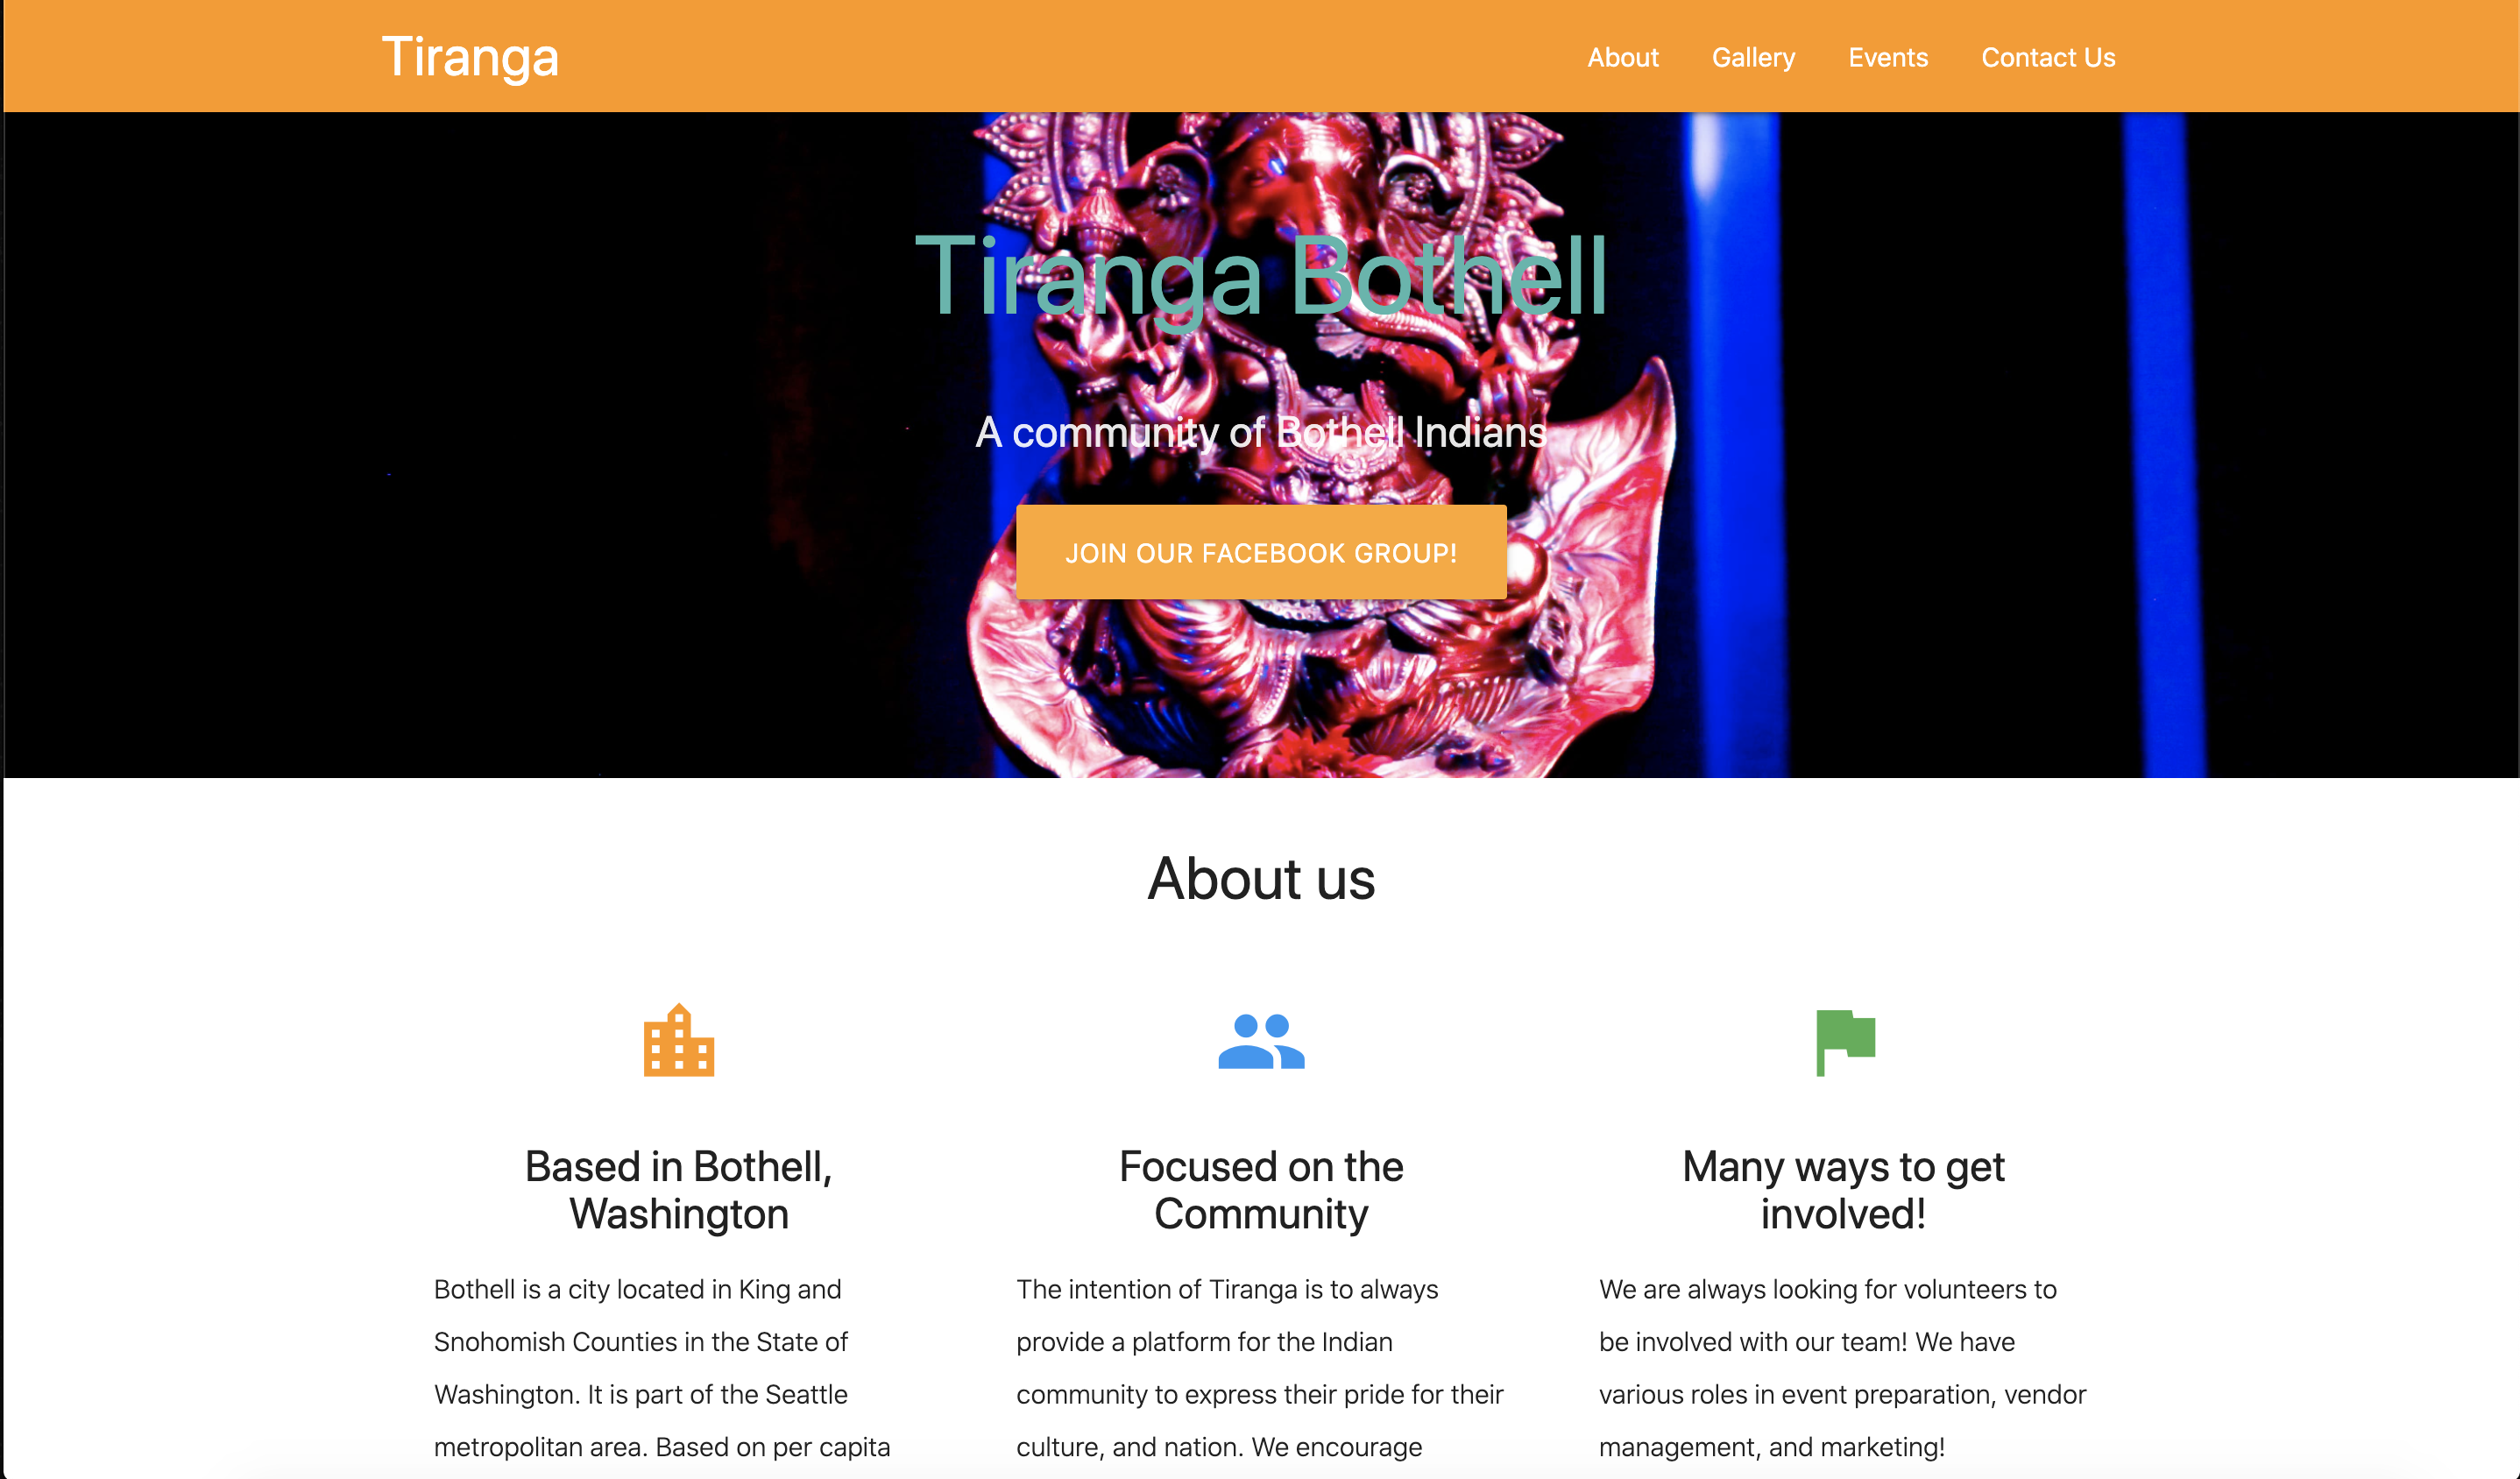 Tiranga
About Gallery Events Contact Us
Tiranga Bothell
A community of Bothell Indians
JOIN OUR FACEBOOK GROUP!
About us
Based in Bothell,
Washington
Bothell is a city located in King and
Snohomish Counties in the State of
Washington. It is part of the Seattle
metropolitan area. Based on per capita
Focused on the
Community
The intention of Tiranga is to always
provide a platform for the Indian
community to express their pride for their
culture, and nation. We encourage
Many ways to get
involved!
We are always looking for volunteers to
be involved with our team! We have
various roles in event preparation, vendor
management, and marketing!